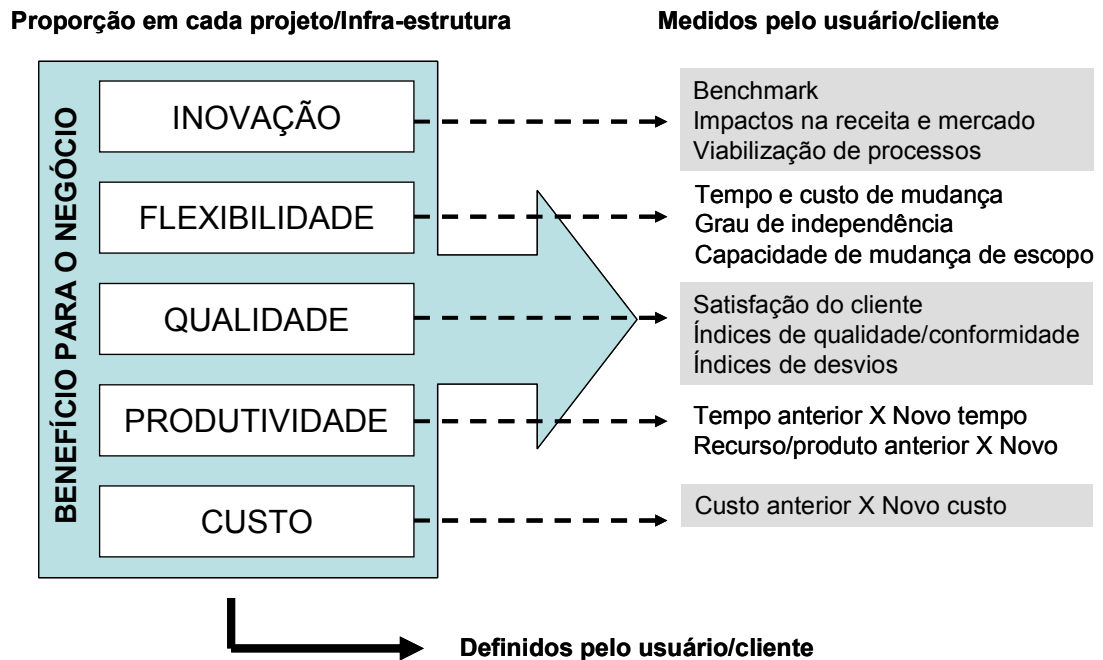 Proporção em cada projeto/Infra-estrutura
Medidos pelo usuário/cliente
BENEFÍCIO PARA O NEGÓCIO
INOVAÇÃO
Benchmark
Impactos na receita e mercado
Viabilização de processos
FLEXIBILIDADE
Tempo e custo de mudança
Grau de independência
Capacidade de mudança de escopo
QUALIDADE
Satisfação do cliente
Índices de qualidade/conformidade
Índices de desvios
PRODUTIVIDADE
Tempo anterior X Novo tempo
Recurso/produto anterior X Novo
CUSTO
Custo anterior X Novo custo
Definidos pelo usuário/cliente